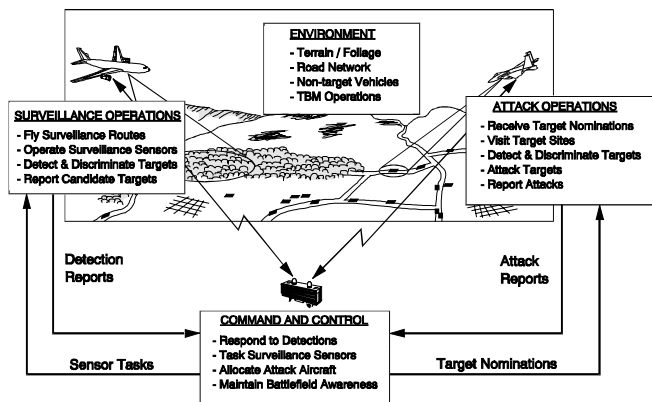 ENVIRONMENT
- Terrain / Foliage
- Road Network
- Non-target Vehicles
- TBM Operations
SURVEILLANCE OPERATIONS
- Fly Surveillance Routes
- Operate Surveillance Sensors
- Detect & Discriminate Targets
- Report Candidate Targets
ATTACK OPERATIONS
- Receive Target Nominations
- Visit Target Sites
- Detect & Discriminate Targets
- Attack Targets
- Report Attacks
Detection
Reports
Attack
Reports
COMMAND AND CONTROL
- Respond to Detections
- Task Surveillance Sensors
- Allocate Attack Aircraft
- Maintain Battlefield Awareness
Sensor Tasks
Target Nominations